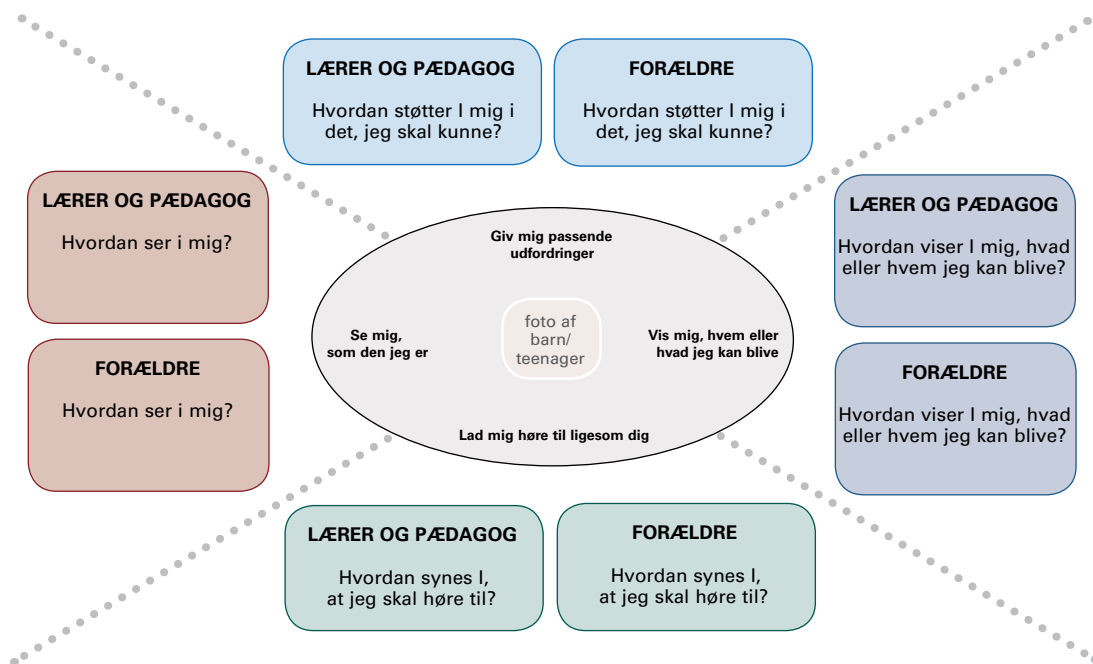 LÆRER OG PÆDAGOG
Hvordan støtter I mig i
det, jeg skal kunne?
FORÆLDRE
Hvordan støtter I mig i
det, jeg skal kunne?
LÆRER OG PÆDAGOG
Hvordan ser i mig?
FORÆLDRE
Hvordan ser i mig?
Giv mig passende
udfordringer
Se mig,
som den jeg er
foto af
barn/
teenager
Vis mig, hvem eller
hvad jeg kan blive
Lad mig høre til ligesom dig
LÆRER OG PÆDAGOG
Hvordan viser I mig, hvad
eller hvem jeg kan blive?
FORÆLDRE
Hvordan viser I mig, hvad
eller hvem jeg kan blive?
LÆRER OG PÆDAGOG
Hvordan synes I,
at jeg skal høre til?
FORÆLDRE
Hvordan synes I,
at jeg skal høre til?